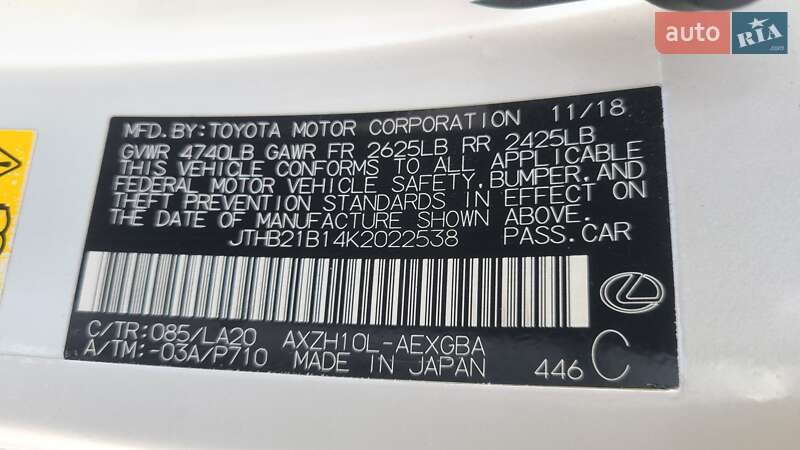 auto RIA.com
MFD.BY:TOYOTA MOTOR CORPORATION 11/18
GVWR 4740LB GAWR FR 2625LB RR 2425LB
THIS VEHICLE CONFORMS TO ALL APPLICABLE
FEDERAL MOTOR VEHICLE SAFETY,BUMPER,AND
THEFT PREVENTION STANDARDS IN EFFECT ON
THE DATE OF MANUFACTURE SHOWN ABOVE.
JTHB21B14K2022538 PASS.CAR
C/TR:085/LA20 AXZH10L-AEXGBA
A/TM:-03A/P710 MADE IN JAPAN 446 C